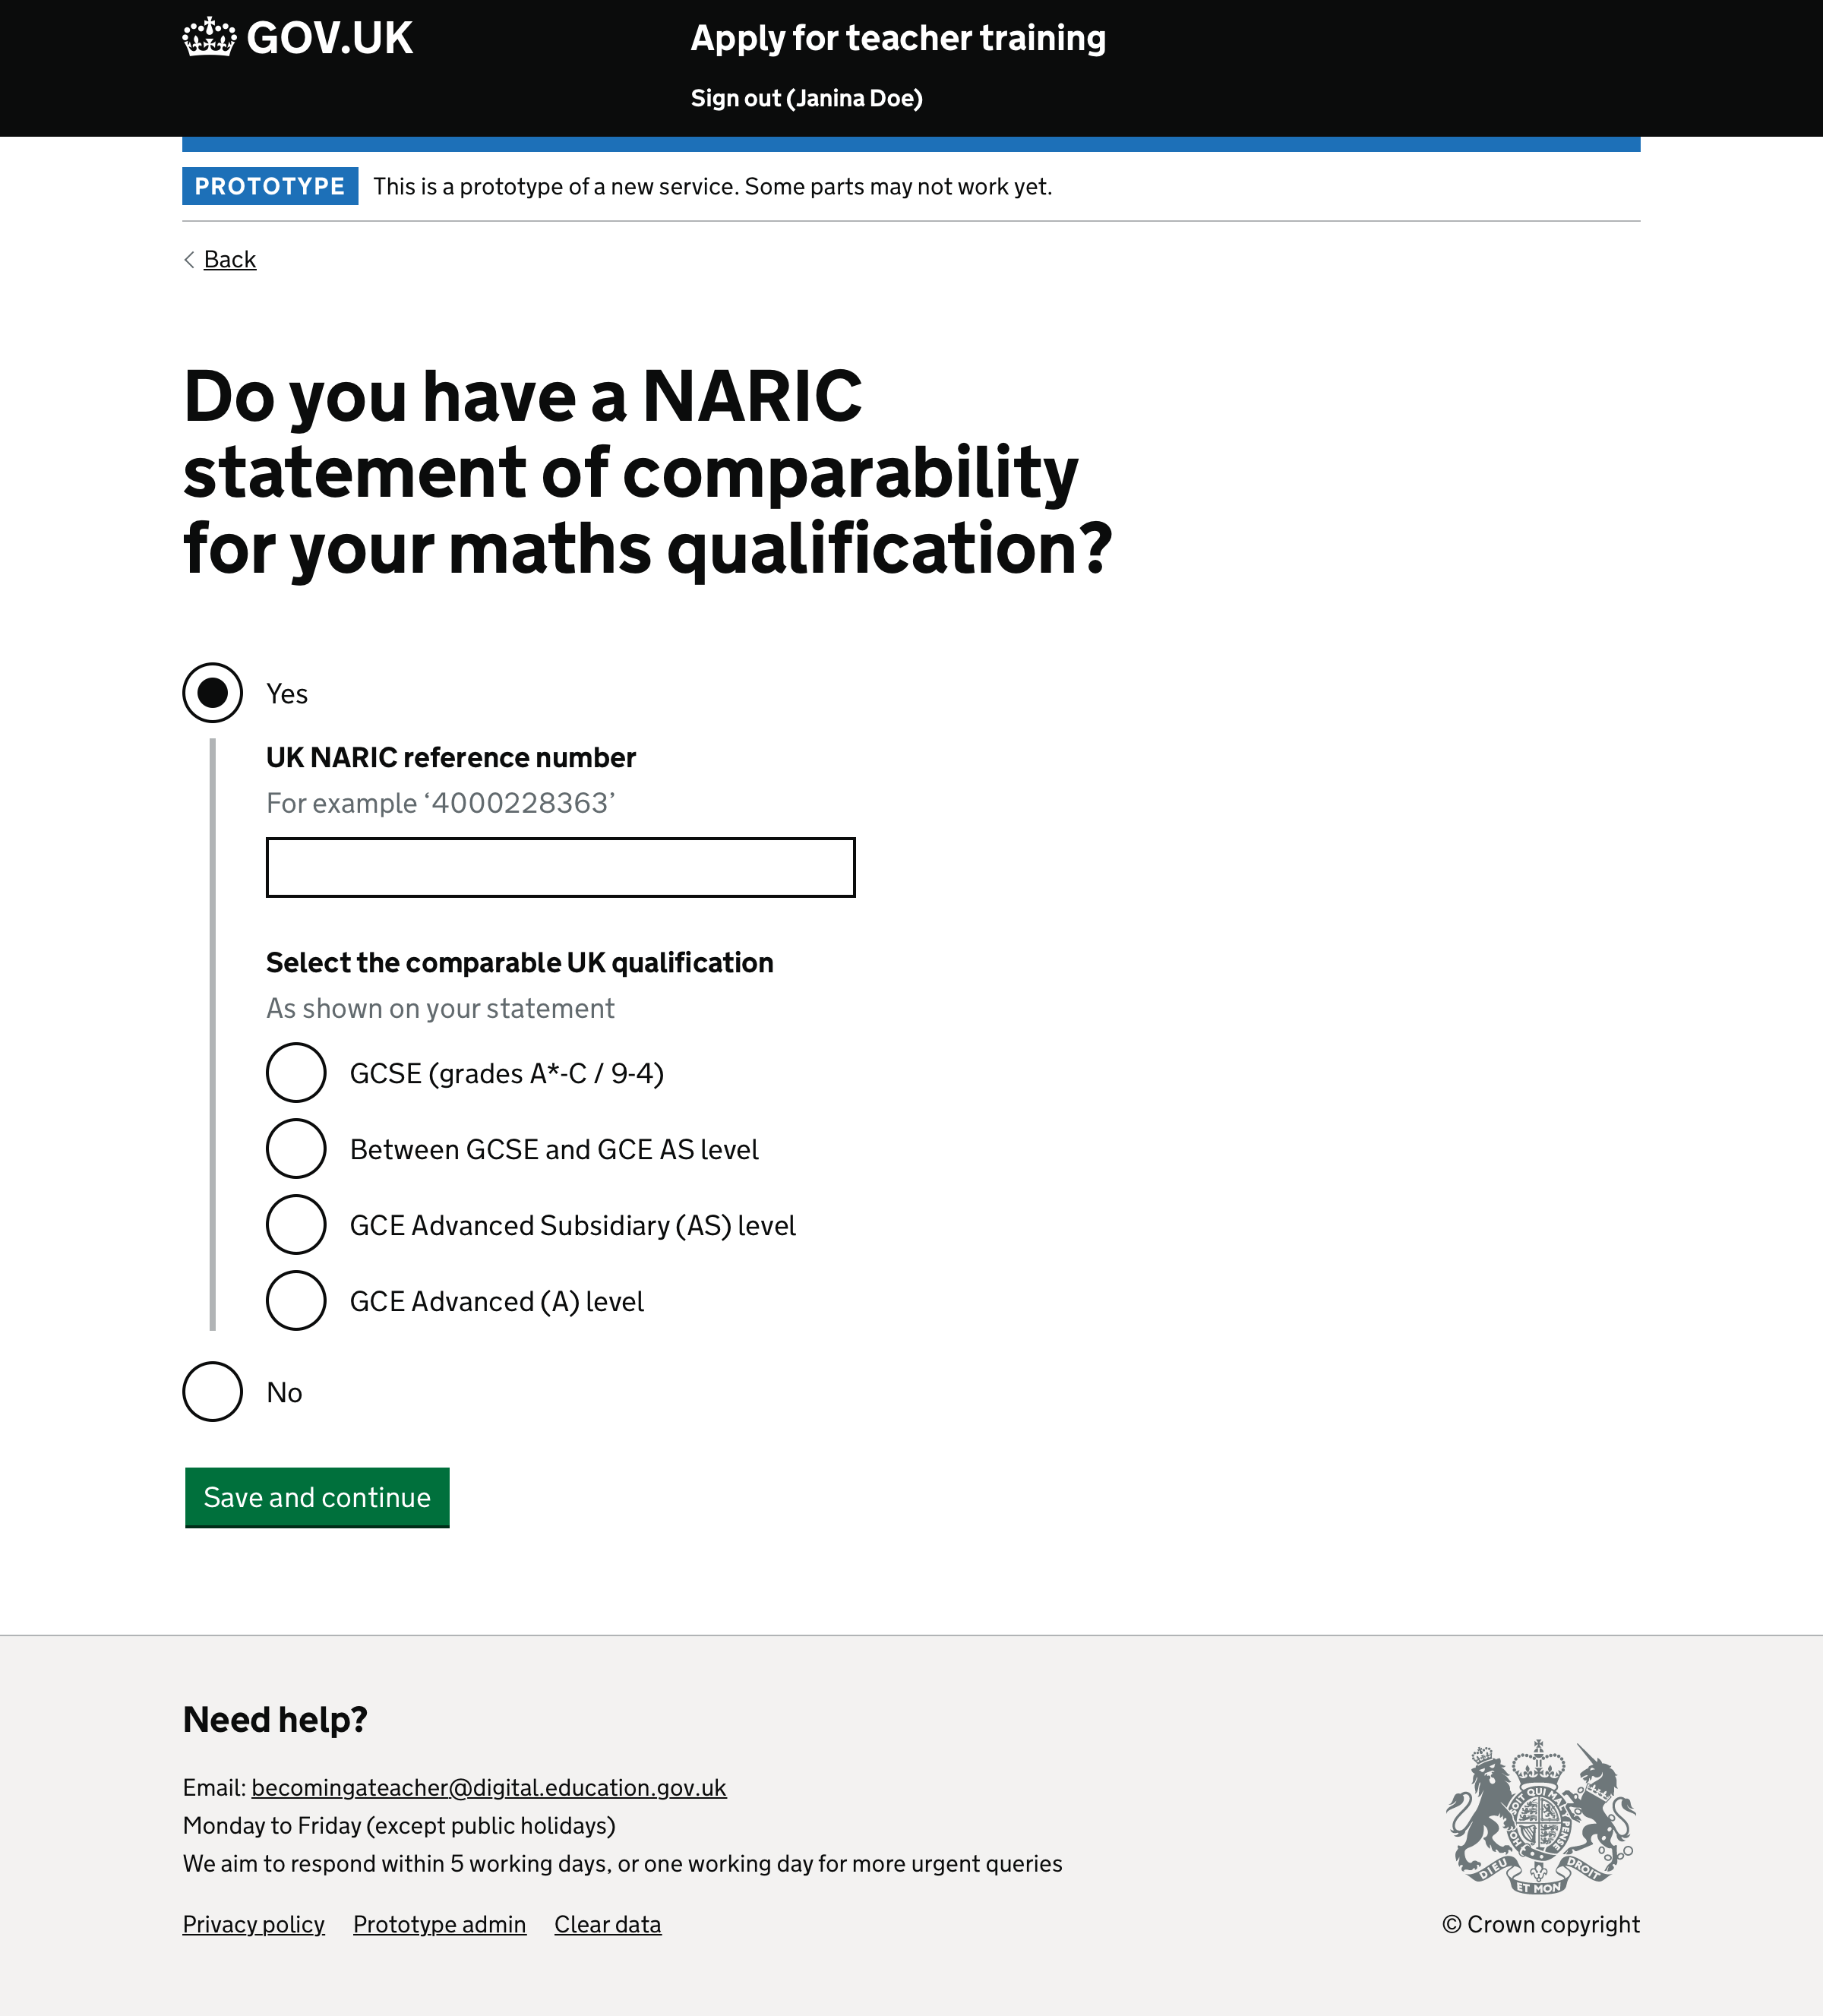 GOV.UK
Apply for teacher training
Sign out (Janina Doe)
PROTOTYPE This is a prototype of a new service. Some parts may not work yet.
Back
Do you have a NARIC
statement of comparability
for your maths qualification?
Yes
UK NARIC reference number
For example ‘4000228363’
Select the comparable UK qualification
As shown on your statement
GCSE (grades A*-C / 9-4)
Between GCSE and GCE AS level
GCE Advanced Subsidiary (AS) level
GCE Advanced (A) level
No
Save and continue
Need help?
Email: becomingateacher@digital.education.gov.uk
Monday to Friday (except public holidays)
We aim to respond within 5 working days, or one working day for more urgent queries
Privacy policy Prototype admin Clear data
DIEU ET MON DROIT
© Crown copyright